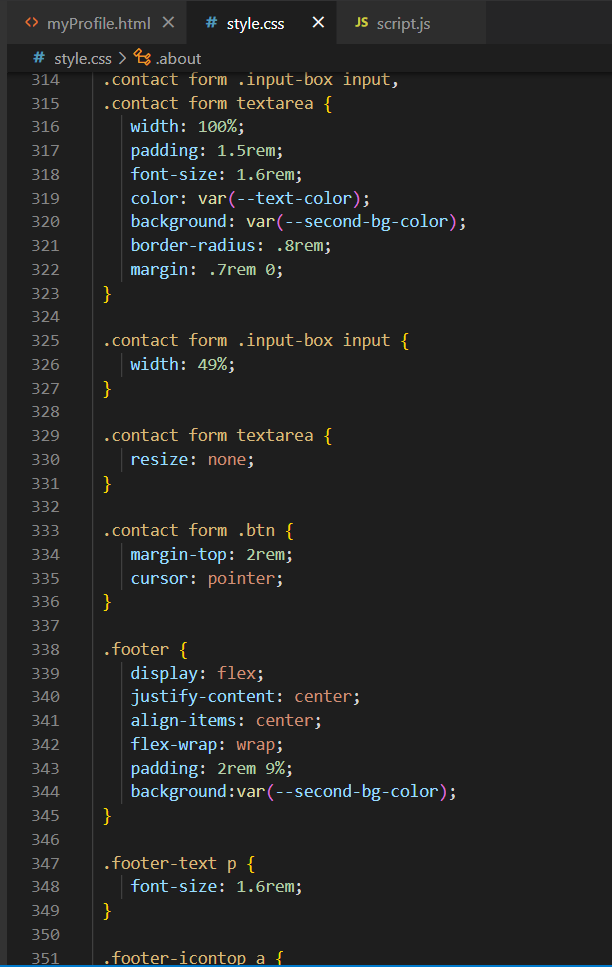 myProfile.html
style.css
JS script.js
# style.css > .about
314 .contact form .input-box input,
315 .contact form textarea {
316 width: 100%;
317 padding: 1.5rem;
318 font-size: 1.6rem;
319 color: var(--text-color);
320 background: var(--second-bg-color);
321 border-radius: .8rem;
322 margin: .7rem 0;
323 }
324
325 .contact form .input-box input {
326 width: 49%;
327 }
328
329 .contact form textarea {
330 resize: none;
331 }
332
333 .contact form .btn {
334 margin-top: 2rem;
335 cursor: pointer;
336 }
337
338 .footer {
339 display: flex;
340 justify-content: center;
341 align-items: center;
342 flex-wrap: wrap;
343 padding: 2rem 9%;
344 background:var(--second-bg-color);
345 }
346
347 .footer-text p {
348 font-size: 1.6rem;
349 }
350
351 .footer-icontop a {